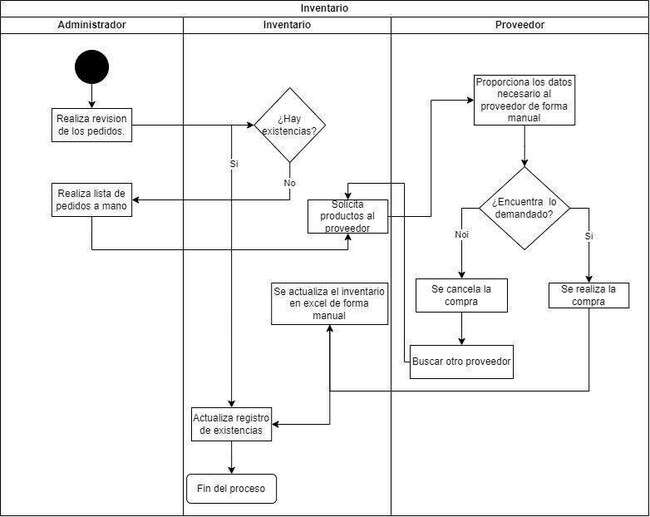 Inventario
Administrador
Inventario
Proveedor
Realiza revision
de los pedidos.
¿Hay
existencias?
Si
No
Realiza lista de
pedidos a mano
Solicita
productos al
proveedor
Proporciona los datos
necesario al
proveedor de forma
manual
¿Encuentra lo
demandado?
Noi
Si
Se cancela la
compra
Se realiza la
compra
Buscar otro proveedor
Se actualiza el inventario
en excel de forma
manual
Actualiza registro
de existencias
Fin del proceso